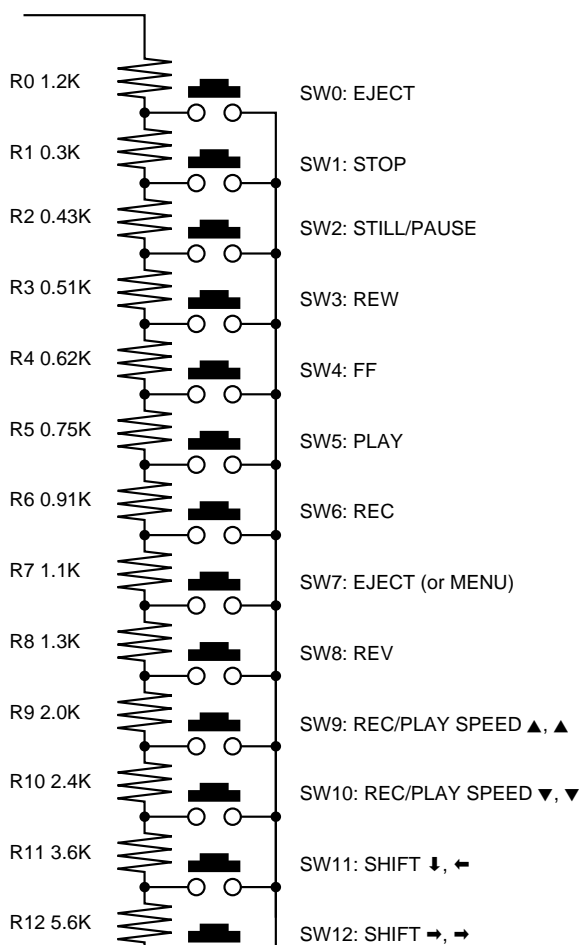 R0 1.2K
SW0: EJECT
R1 0.3K
SW1: STOP
R2 0.43K
SW2: STILL/PAUSE
R3 0.51K
SW3: REW
R4 0.62K
SW4: FF
R5 0.75K
SW5: PLAY
R6 0.91K
SW6: REC
R7 1.1K
SW7: EJECT (or MENU)
R8 1.3K
SW8: REV
R9 2.0K
SW9: REC/PLAY SPEED ▲, ▲
R10 2.4K
SW10: REC/PLAY SPEED ▼, ▼
R11 3.6K
SW11: SHIFT ⬇, ⬅
R12 5.6K
SW12: SHIFT ➡, ➡